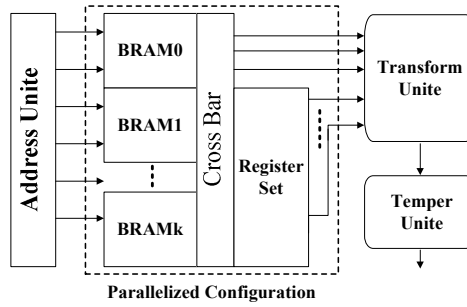 Address Unite
BRAM0
BRAM1
BRAMk
Cross Bar
Register
Set
Transform
Unite
Temper
Unite
Parallelized Configuration